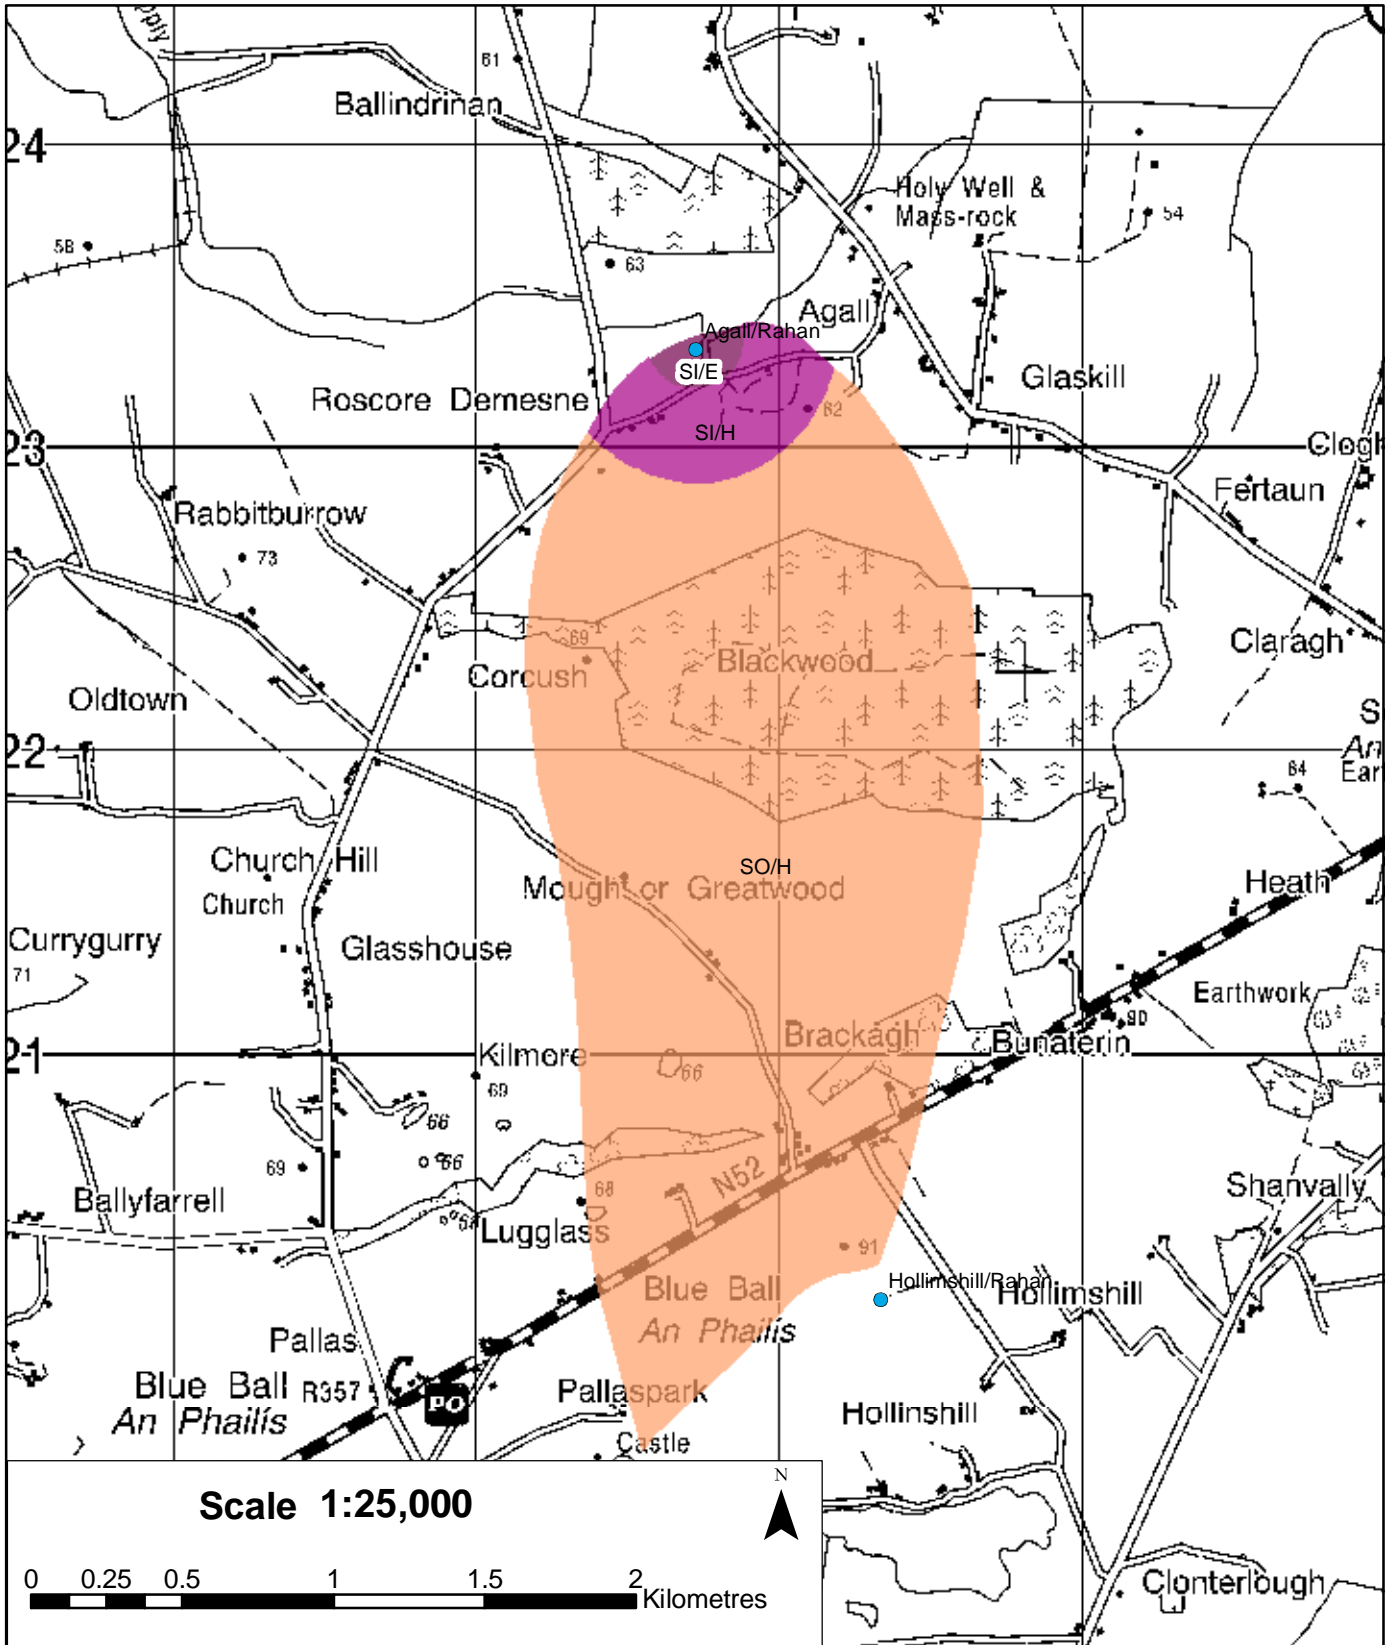 pply
61
Ballindrinan
24
Holy Well &
Mass-rock
54
58
63
Agall
Agall/Rahan
SI/E
Glaskill
Roscore Demesne
62
SI/H
23
Clogh
Fertaun
Rabbitburrow
73
69
Blackwood
Claragh
Corcush
Oldtown
S
22
An
Ear
64
Church Hill
SO/H
Mough or Greatwood
Heath
Church
Currygurry
Glasshouse
71
Earthwork
90
Brackagh
Bunaterin
21
Kilmore
66
69
66
66
69
N52
Ballyfarrell
68
Shanvally
Lugglass
91
Hollimshill/Rahan
Blue Ball
Hollimshill
An Phailís
Pallas
Blue Ball
R357
Pallaspark
PO
An Phailís
Hollinshill
Castle
N
Scale 1:25,000
0 0.25 0.5 1 1.5 2
Kilometres
Clonterlough